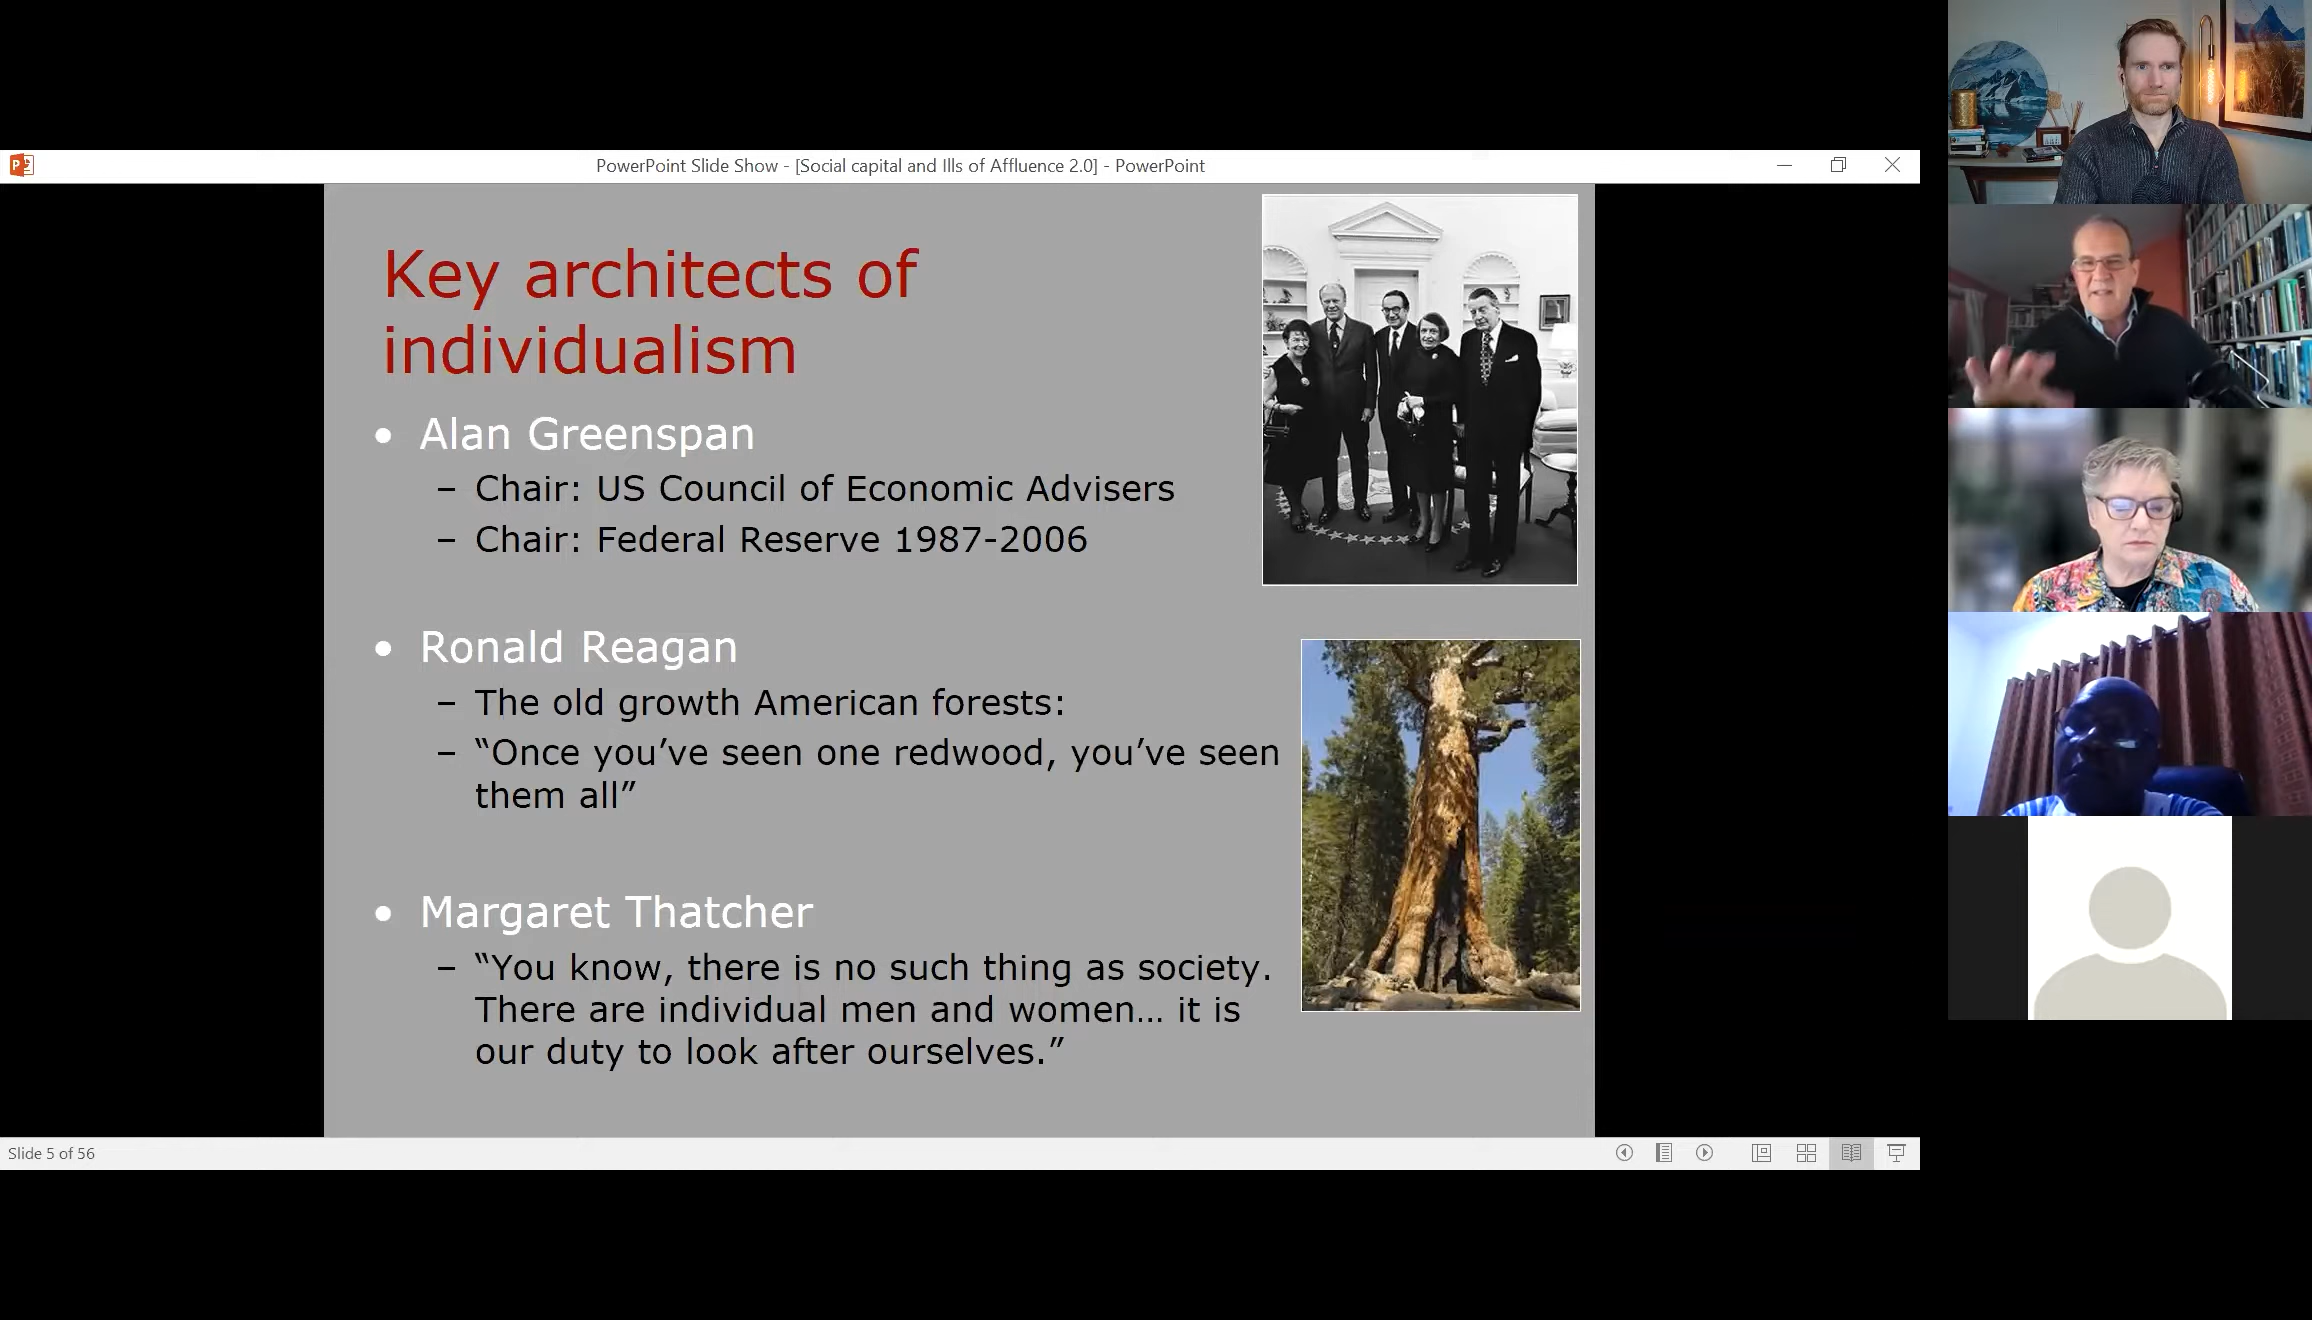 PowerPoint Slide Show - [Social capital and Ills of Affluence 2.0] - PowerPoint
Key architects of
individualism
• Alan Greenspan
– Chair: US Council of Economic Advisers
– Chair: Federal Reserve 1987-2006
• Ronald Reagan
– The old growth American forests:
– “Once you’ve seen one redwood, you’ve seen
them all”
• Margaret Thatcher
– “You know, there is no such thing as society.
There are individual men and women… it is
our duty to look after ourselves.”
Slide 5 of 56